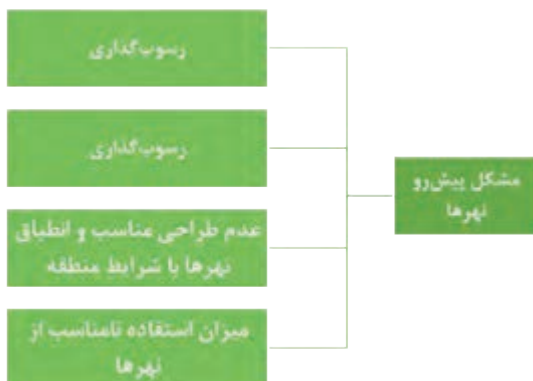 مشکل پیش‌رو
نهرها
رسوب‌گذاری
رسوب‌گذاری
عدم طراحی مناسب و انطباق
نهرها با شرایط منطقه
میزان استفاده نامناسب از
نهرها